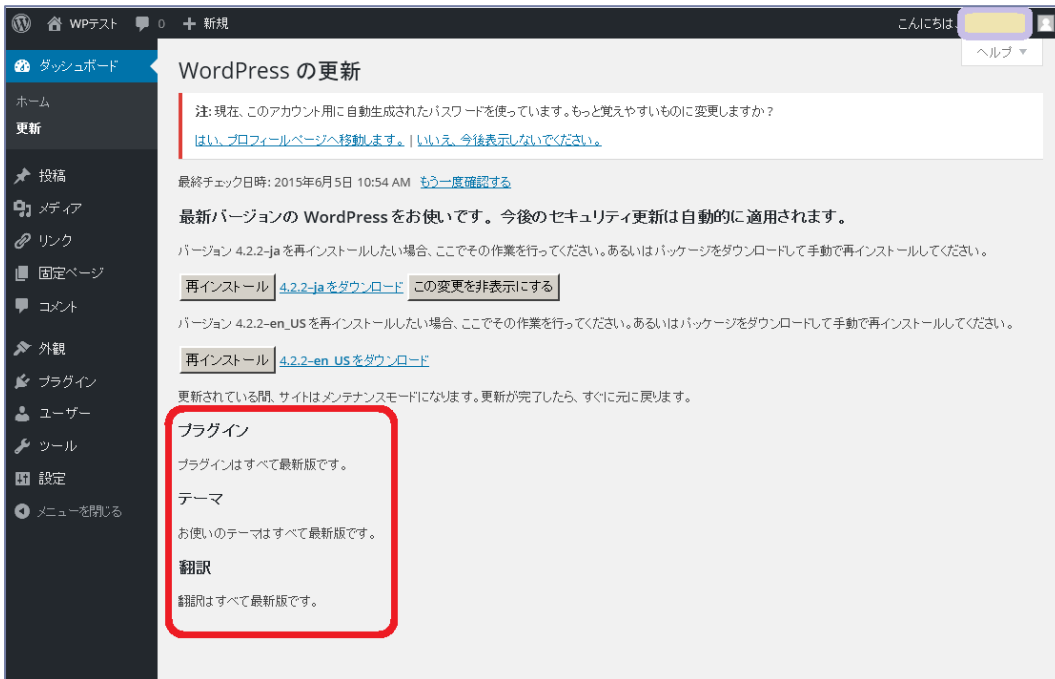 WPテスト 0 新規 こんにちは、
ヘルプ ▼
ダッシュボード
ホーム
更新
投稿
メディア
リンク
固定ページ
コメント
外観
プラグイン
ユーザー
ツール
設定
メニューを閉じる
WordPress の更新
注: 現在、このアカウント用に自動生成されたパスワードを使っています。もっと覚えやすいものに変更しますか ?
はい、プロフィールページへ移動します。 | いいえ、今後表示しないでください。
最終チェック日時: 2015年6月5日 10:54 AM もう一度確認する
最新バージョンの WordPress をお使いです。今後のセキュリティ更新は自動的に適用されます。
バージョン 4.2.2–ja を再インストールしたい場合、ここでその作業を行ってください。あるいはパッケージをダウンロードして手動で再インストールしてください。
再インストール 4.2.2–ja をダウンロード この変更を非表示にする
バージョン 4.2.2–en_US を再インストールしたい場合、ここでその作業を行ってください。あるいはパッケージをダウンロードして手動で再インストールしてください。
再インストール 4.2.2–en_US をダウンロード
更新されている間、サイトはメンテナンスモードになります。更新が完了したら、すぐに元に戻ります。
プラグイン
プラグインはすべて最新版です。
テーマ
お使いのテーマはすべて最新版です。
翻訳
翻訳はすべて最新版です。